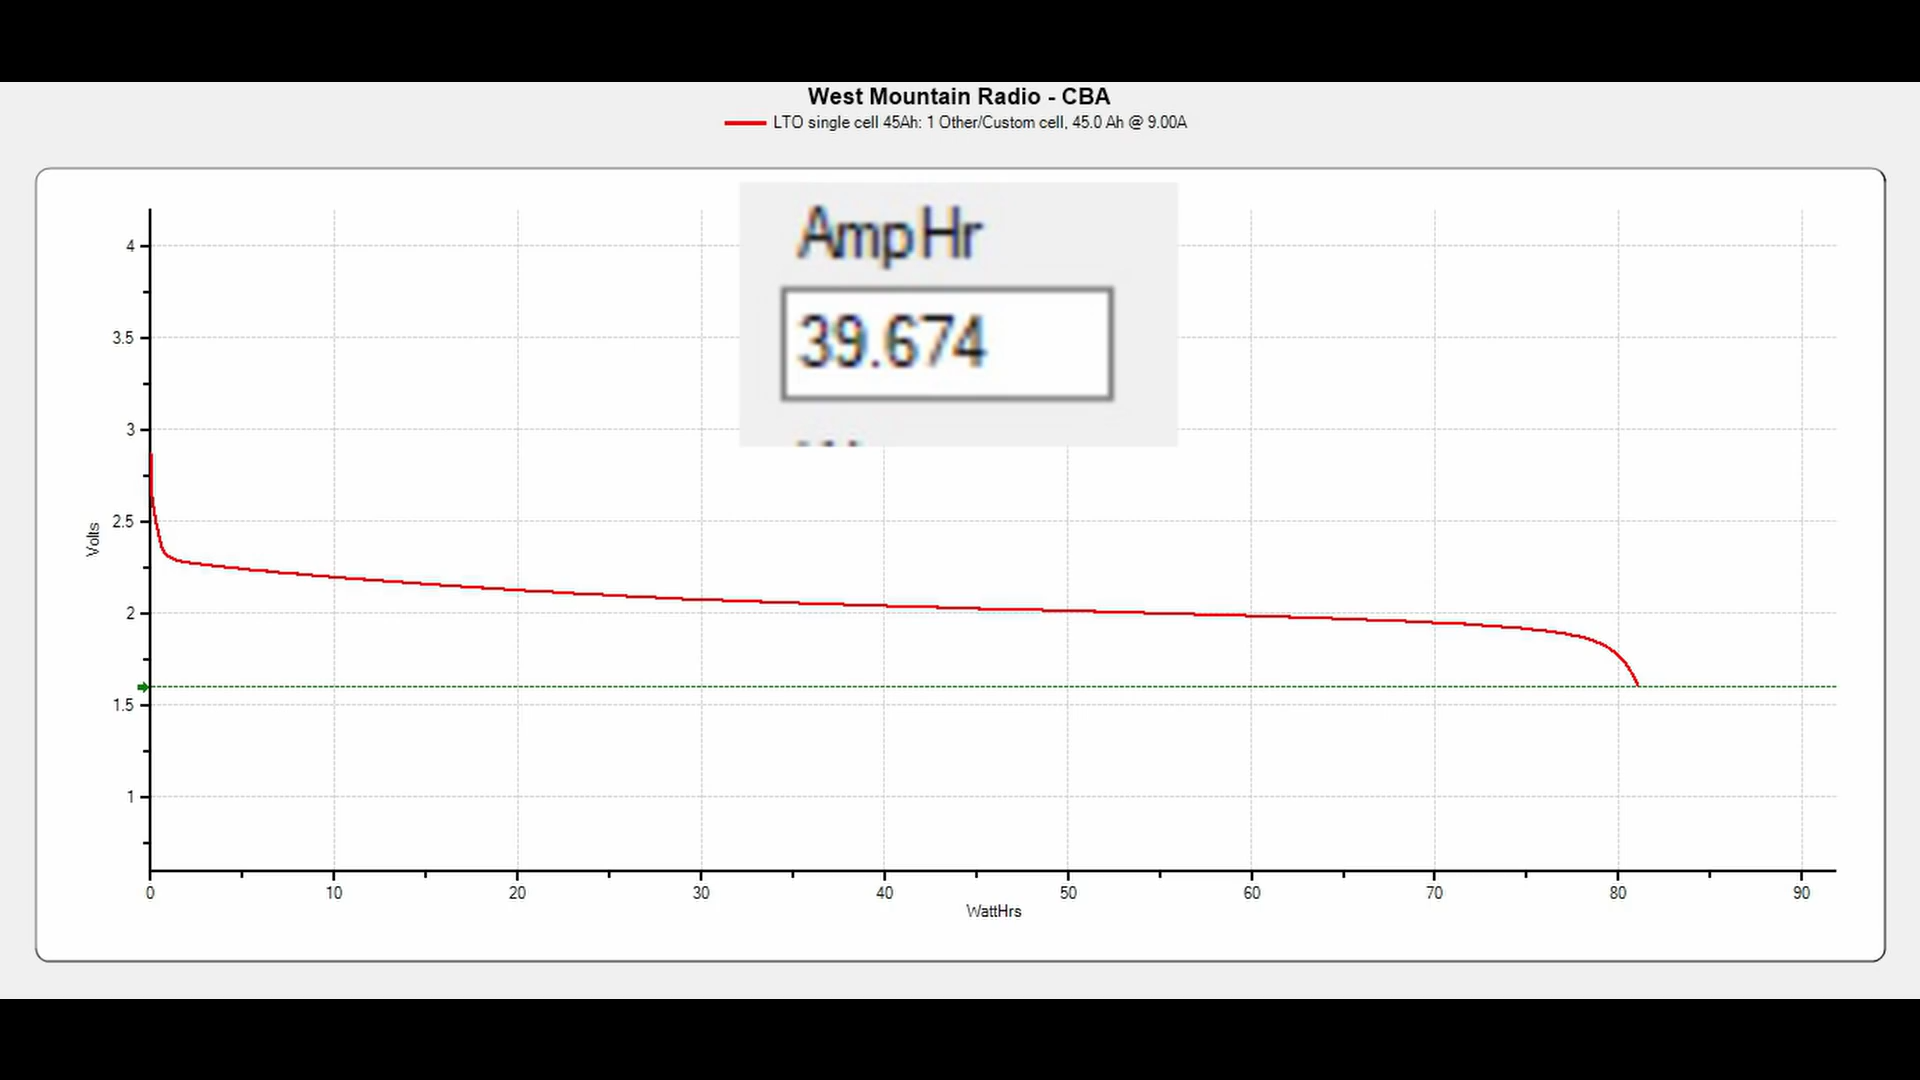 West Mountain Radio - CBA
LTO single cell 45Ah: 1 Other/Custom cell, 45.0 Ah @ 9.00A
AmpHr
39.674
4
3.5
3
2.5
2
1.5
1
Volts
0 10 20 30 40 50 60 70 80 90
WattHrs